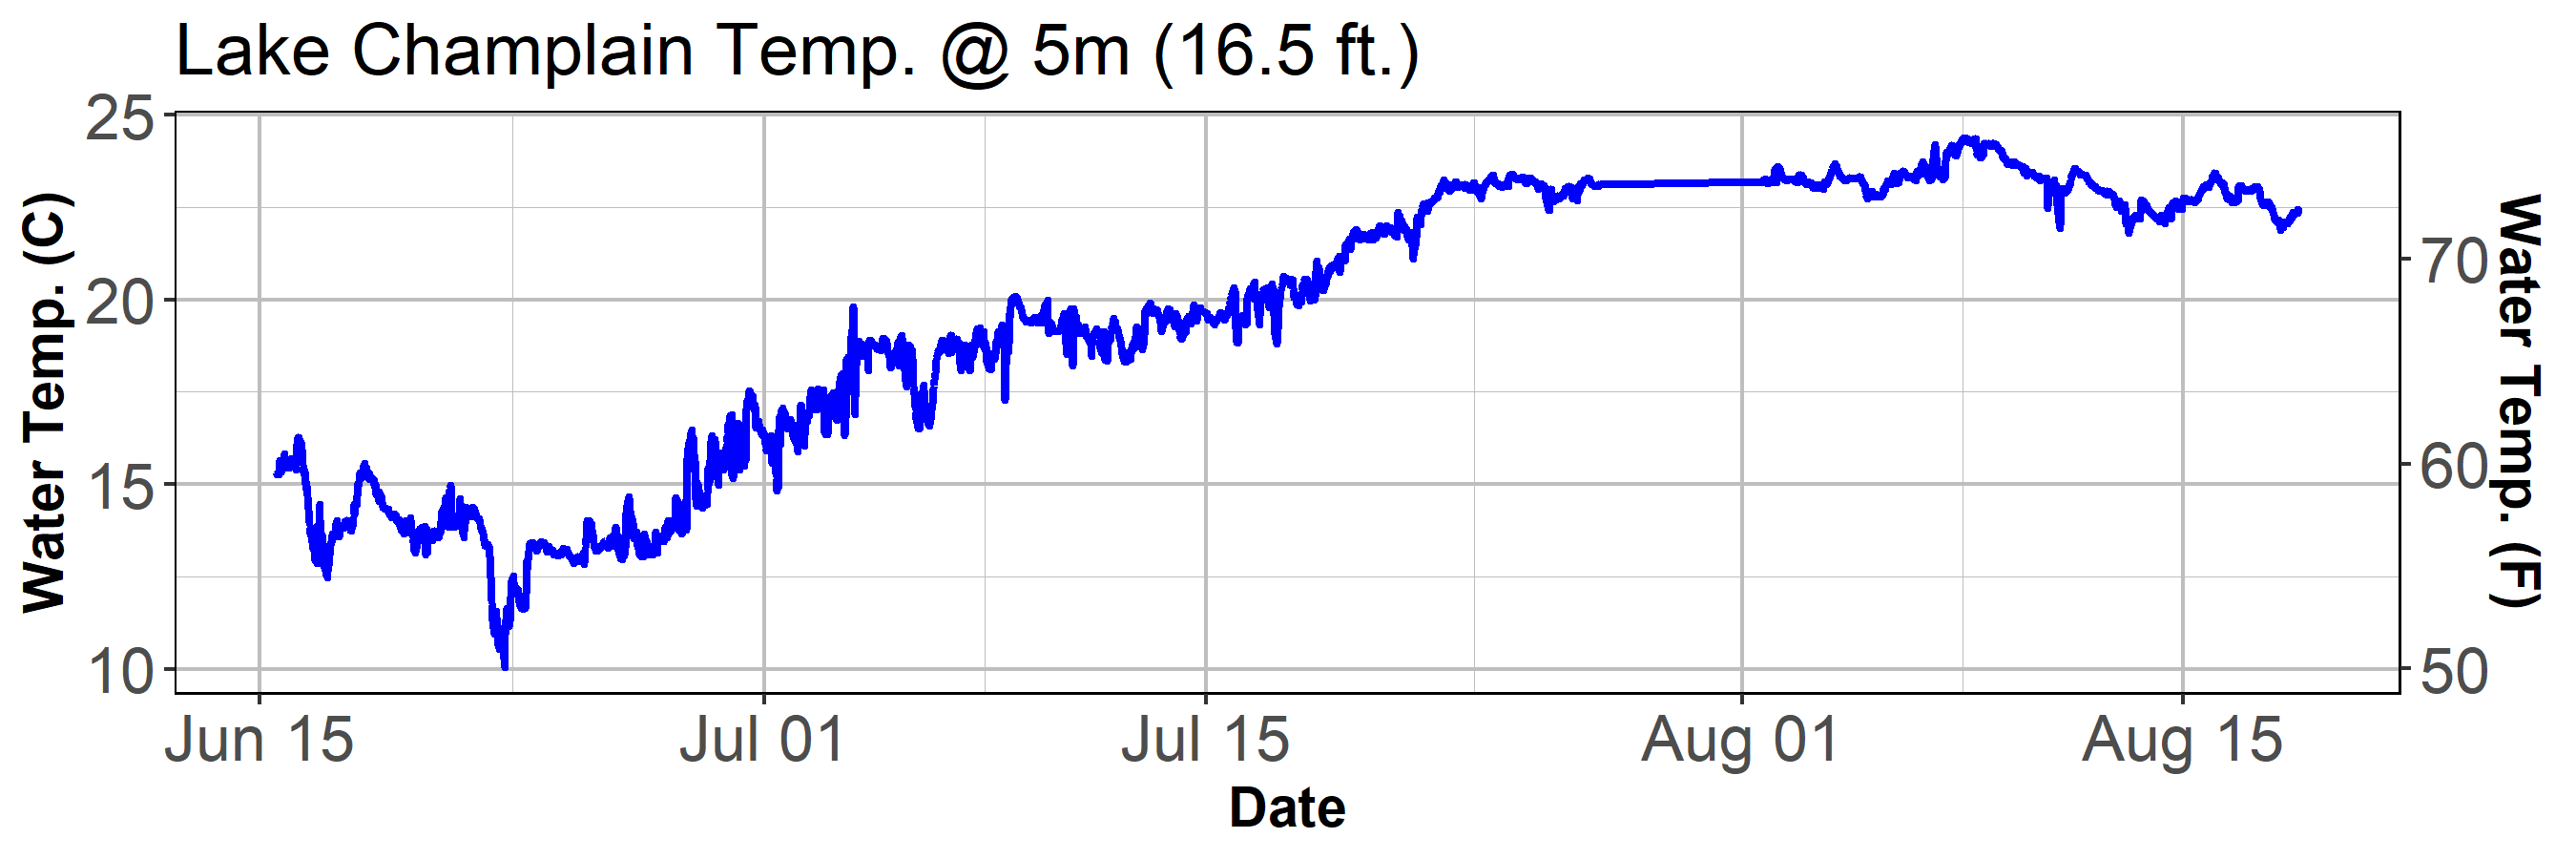 Lake Champlain Temp. @ 5m (16.5 ft.)
Water Temp. (C)
25
20
15
10
70
60
50
Water Temp. (F)
Jun 15
Jul 01
Jul 15
Aug 01
Aug 15
Date